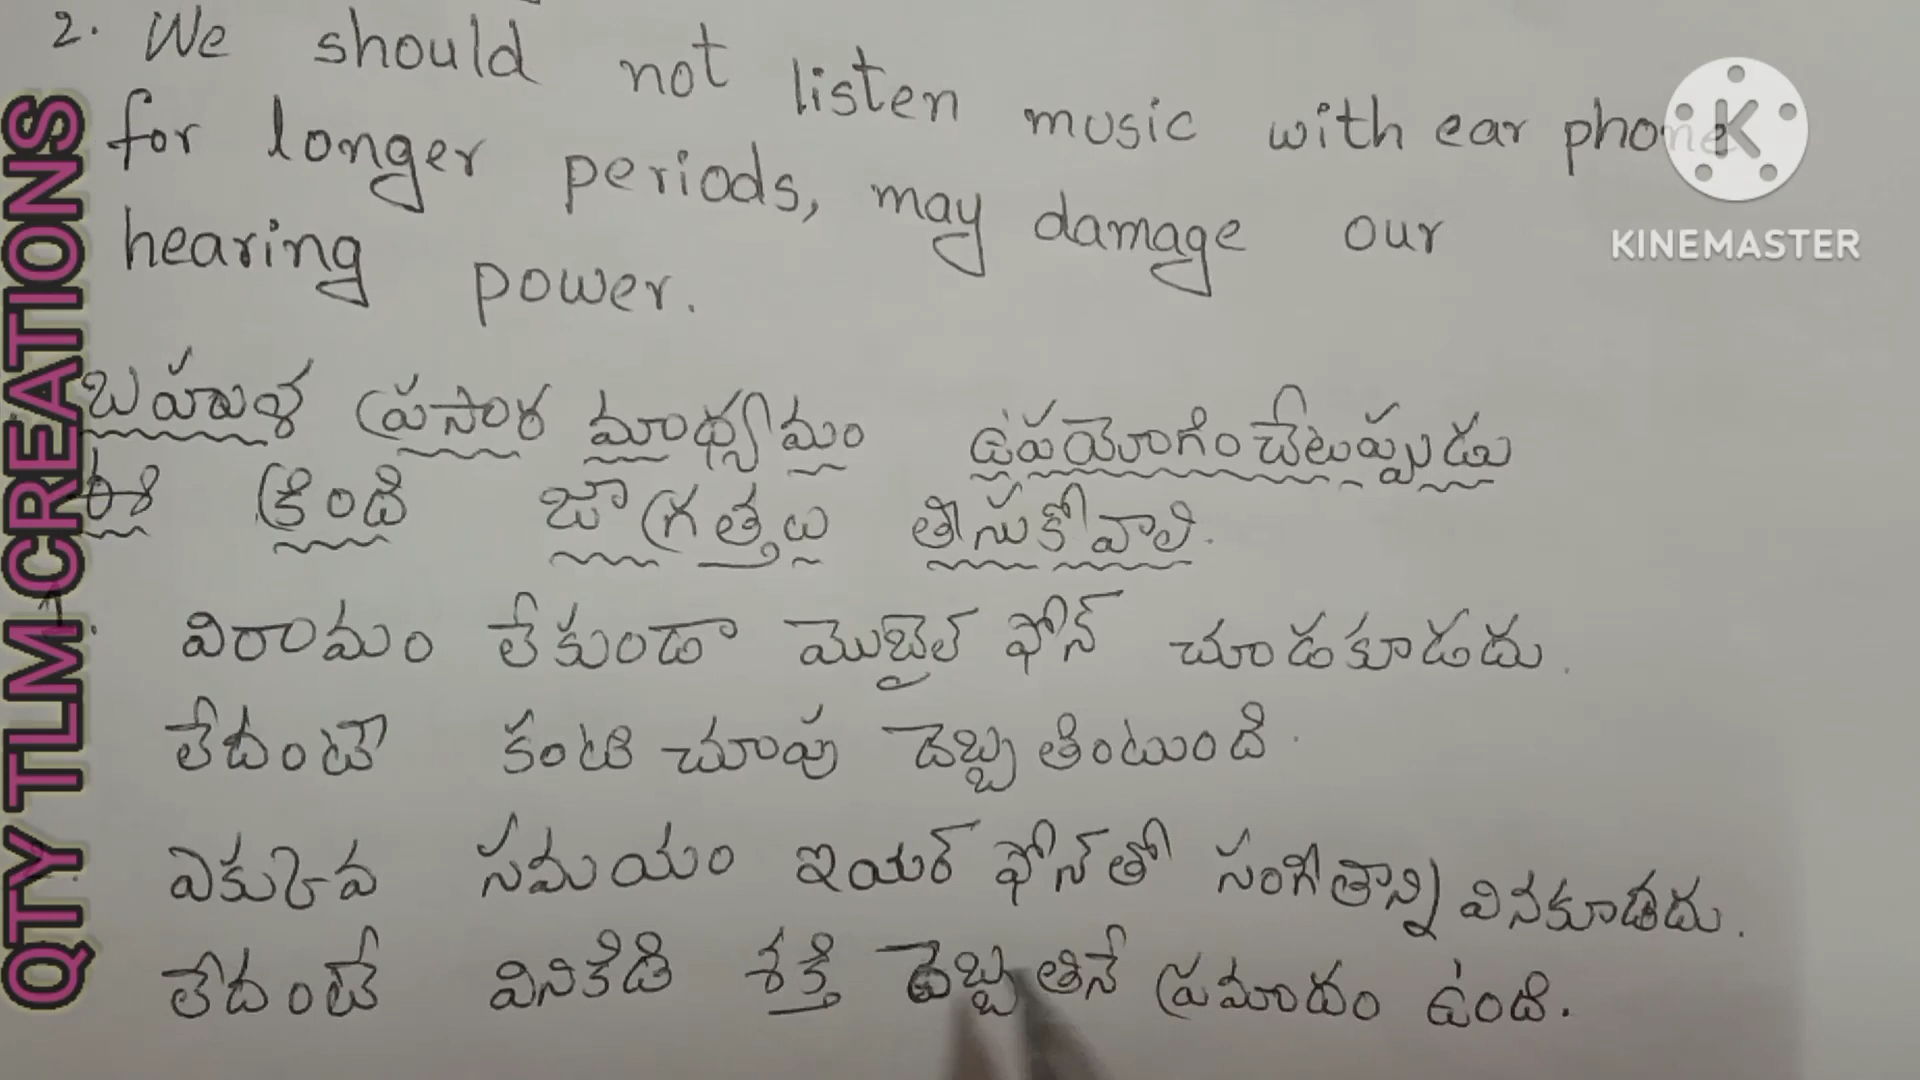 2. We should not listen music with ear phone
for longer periods, may damage our
hearing power.
బహుళ ప్రసార మాధ్యమం ఉపయోగించేటప్పుడు
ఈ క్రింది జాగ్రత్తలు తీసుకోవాలి.
1. విరామం లేకుండా మొబైల్ ఫోన్ చూడకూడదు.
లేదంటే కంటి చూపు దెబ్బ తింటుంది.
ఎక్కువ సమయం ఇయర్ ఫోన్ తో సంగీతాన్ని వినకూడదు.
లేదంటే వినికిడి శక్తి దెబ్బ తినే ప్రమాదం ఉంది.
QTY TLM CREATIONS
K
KINEMASTER